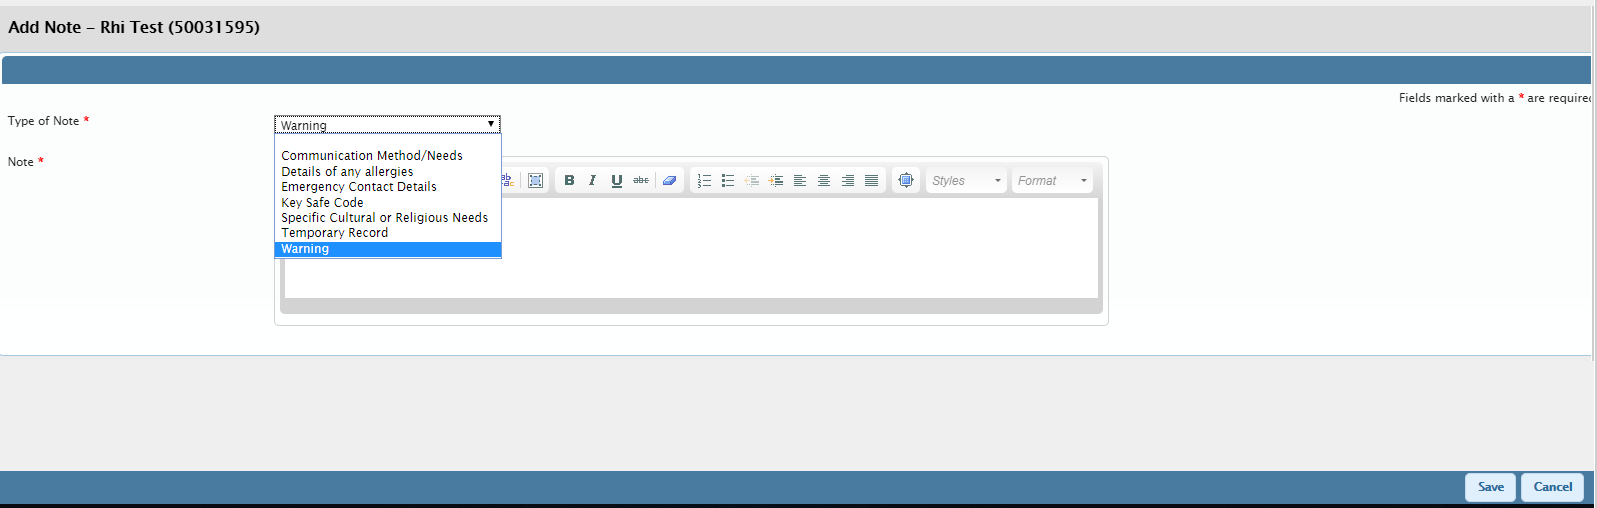 Add Note – Rhi Test (50031595)
Fields marked with a * are required
Type of Note *
Warning
Note *
Communication Method/Needs
Details of any allergies
Emergency Contact Details
Key Safe Code
Specific Cultural or Religious Needs
Temporary Record
Warning
B I U abc
Styles
Format
Save
Cancel